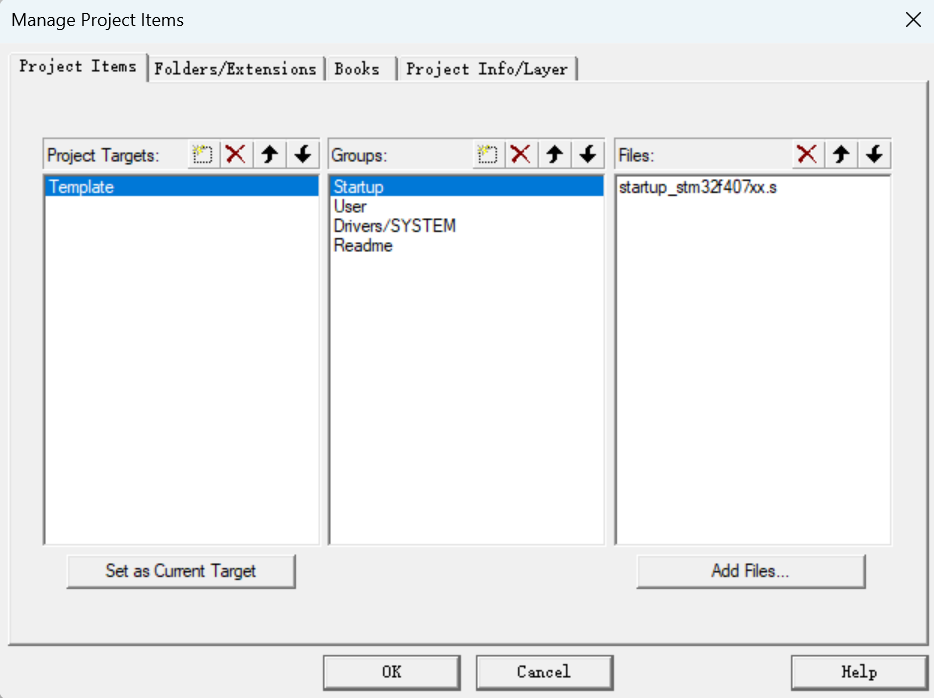 Manage Project Items
Project Items Folders/Extensions Books Project Info/Layer
Project Targets: Groups: Files:
Template Startup startup_stm32f407xx.s
User
Drivers/SYSTEM
Readme
Set as Current Target Add Files...
OK Cancel Help